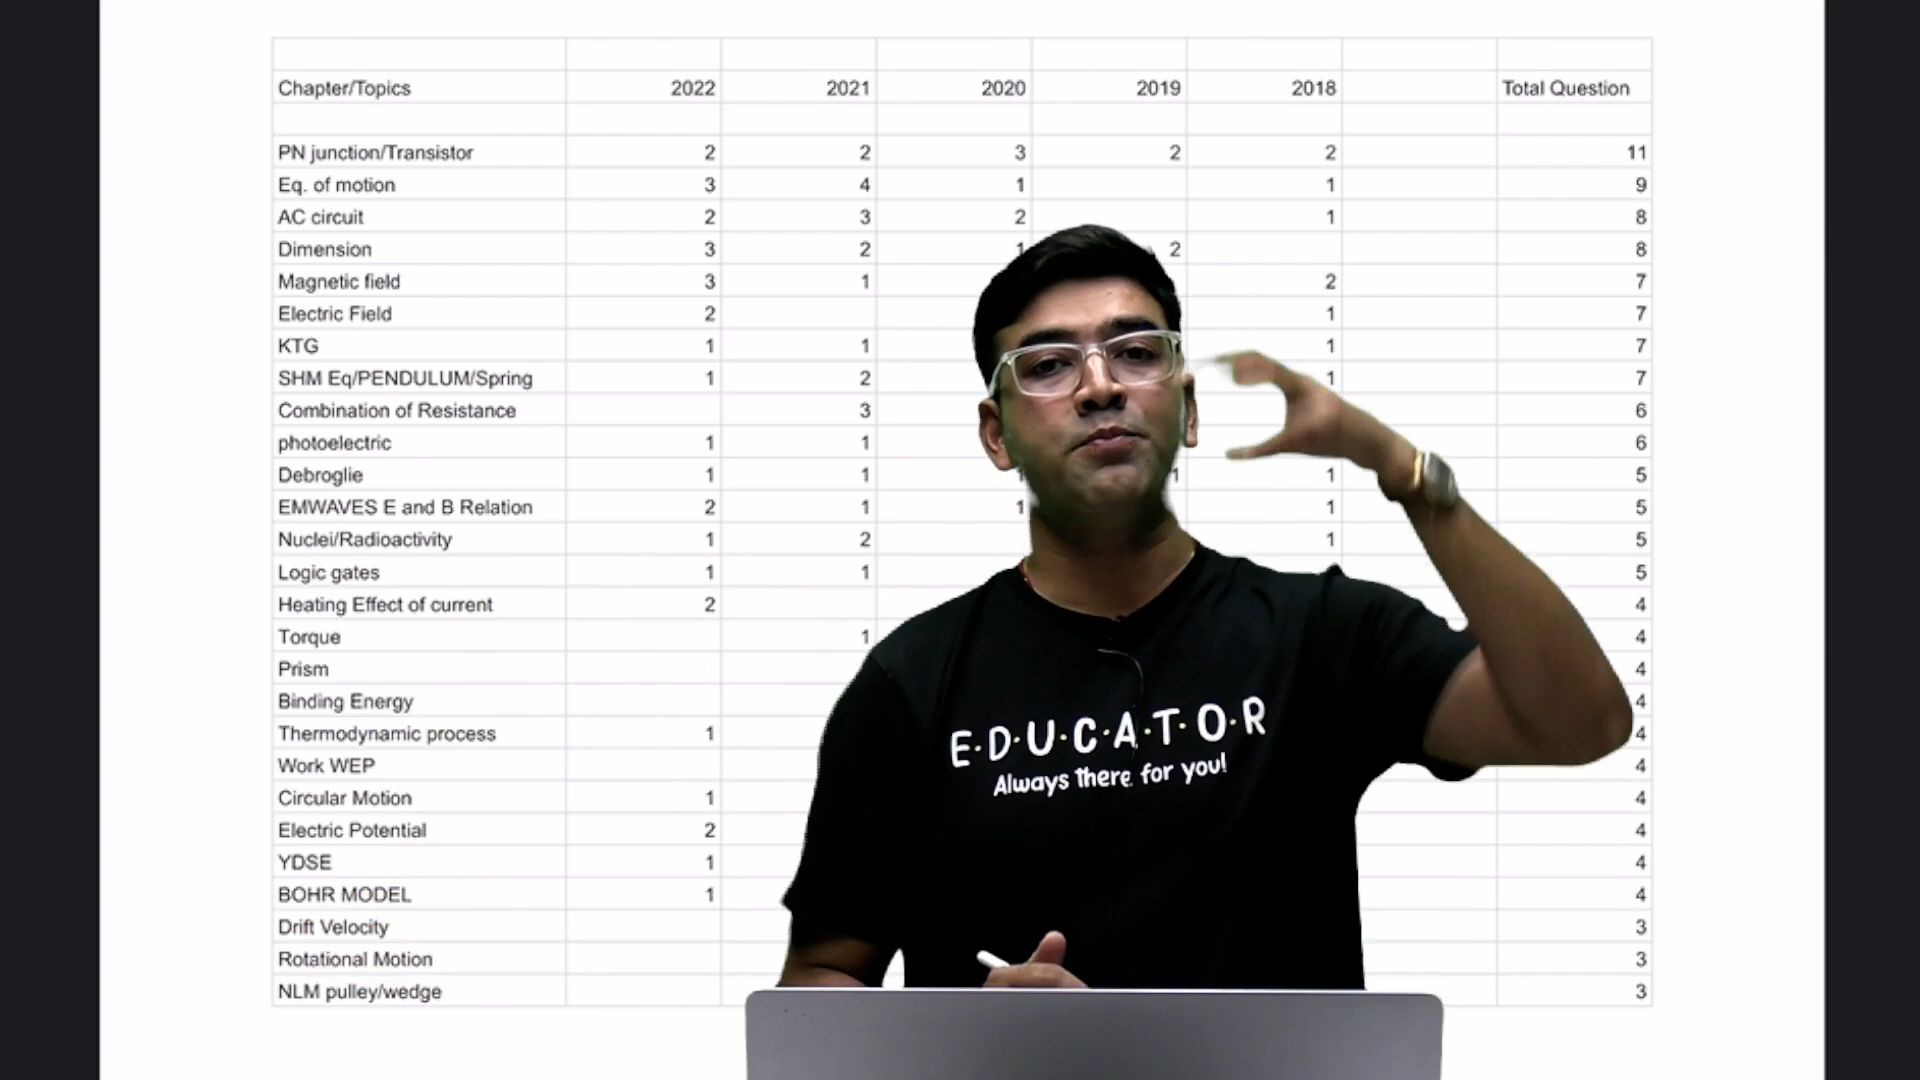 Chapter/Topics 2022 2021 2020 2019 2018 Total Question
PN junction/Transistor 2 2 3 2 2 11
Eq. of motion 3 4 1 1 9
AC circuit 2 3 2 1 8
Dimension 3 2 1 2 8
Magnetic field 3 1 2 7
Electric Field 2 1 7
KTG 1 1 1 7
SHM Eq/PENDULUM/Spring 1 2 1 7
Combination of Resistance 3 6
photoelectric 1 1 6
Debroglie 1 1 1 1 5
EMWAVES E and B Relation 2 1 1 1 5
Nuclei/Radioactivity 1 2 1 5
Logic gates 1 1 5
Heating Effect of current 2 4
Torque 1 4
Prism 4
Binding Energy 4
Thermodynamic process 1 4
Work WEP 4
Circular Motion 1 4
Electric Potential 2 4
YDSE 1 4
BOHR MODEL 1 4
Drift Velocity 3
Rotational Motion 3
NLM pulley/wedge 3
E·D·U·C·A·T·O·R
Always there for you!